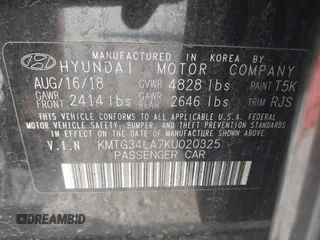 MANUFACTURED IN KOREA BY
HYUNDAI MOTOR COMPANY
AUG/16/18 GVWR 4828 lbs PAINT T5K
GAWR FRONT 2414 lbs GAWR REAR 2646 lbs TRIM RJS
THIS VEHICLE CONFORMS TO ALL APPLICABLE
U.S. FEDERAL MOTOR VEHICLE
SAFETY, BUMPER, AND THEFT PREVENTION STANDARDS
IN EFFECT ON THE DATE OF MANUFACTURE SHOWN ABOVE.
V.I.N KMTG34LA7KU020325
PASSENGER CAR
DREAMBID